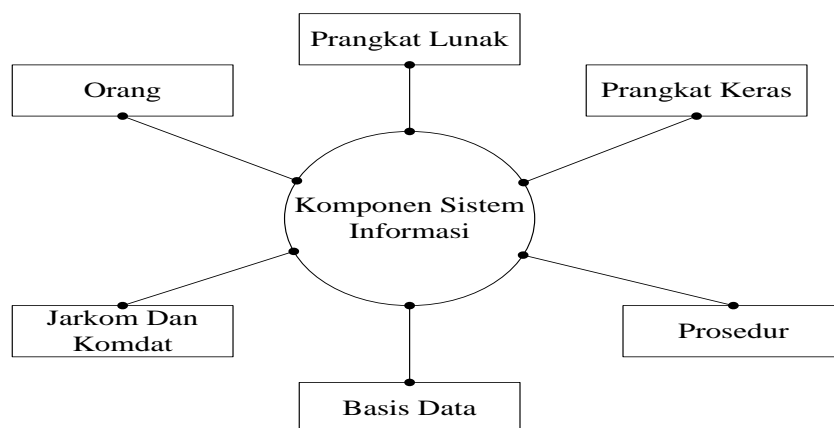 Prangkat Lunak
Orang
Prangkat Keras
Komponen Sistem
Informasi
Jarkom Dan
Komdat
Prosedur
Basis Data